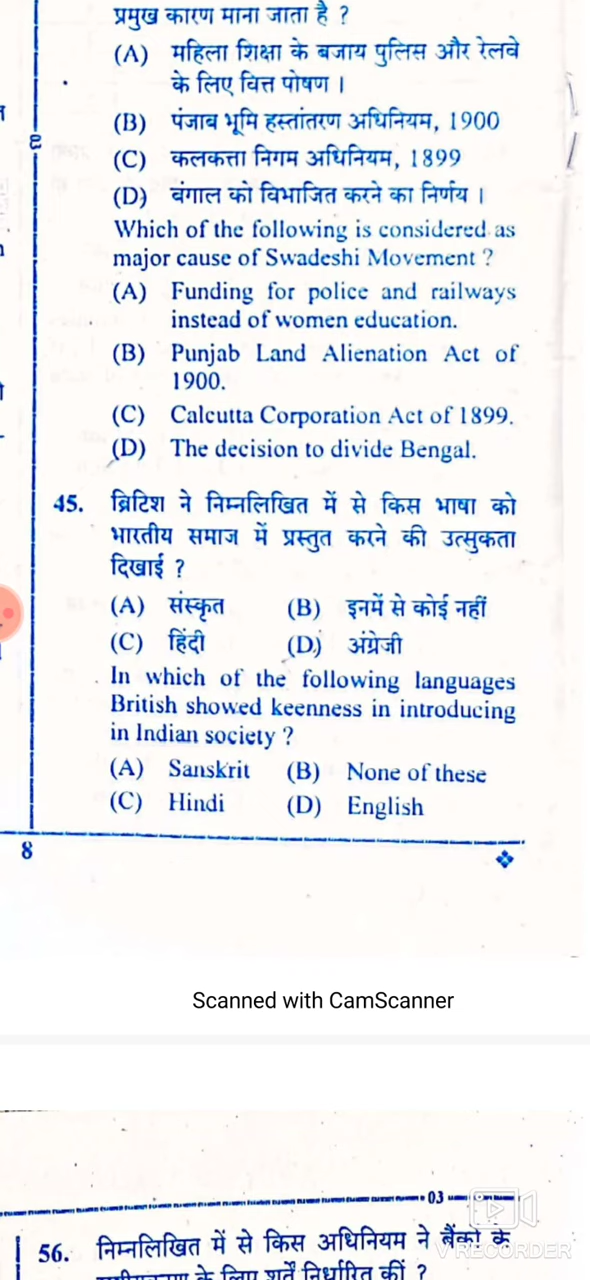 प्रमुख कारण माना जाता है ?
(A) महिला शिक्षा के बजाय पुलिस और रेलवे
के लिए वित्त पोषण ।
(B) पंजाब भूमि हस्तांतरण अधिनियम, 1900
(C) कलकत्ता निगम अधिनियम, 1899
(D) बंगाल को विभाजित करने का निर्णय ।
Which of the following is considered as
major cause of Swadeshi Movement ?
(A) Funding for police and railways
instead of women education.
(B) Punjab Land Alienation Act of
1900.
(C) Calcutta Corporation Act of 1899.
(D) The decision to divide Bengal.
45. ब्रिटिश ने निम्नलिखित में से किस भाषा को
भारतीय समाज में प्रस्तुत करने की उत्सुकता
दिखाई ?
(A) संस्कृत (B) इनमें से कोई नहीं
(C) हिंदी (D) अंग्रेजी
In which of the following languages
British showed keenness in introducing
in Indian society ?
(A) Sanskrit (B) None of these
(C) Hindi (D) English
8
Scanned with CamScanner
03
56. निम्नलिखित में से किस अधिनियम ने बैंकों के
के लिए शर्तें निर्धारित कीं ?
V RECORDER